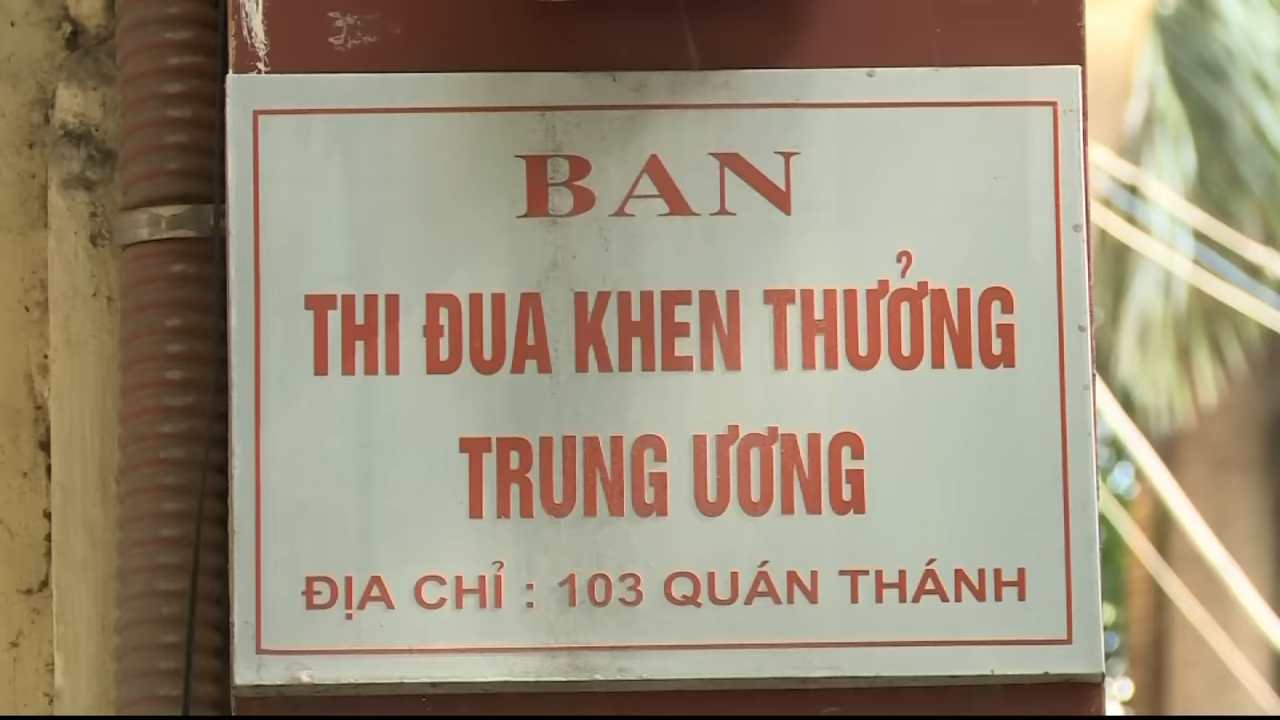 BAN
THI ĐUA KHEN THƯỞNG
TRUNG ƯƠNG
ĐỊA CHỈ : 103 QUÁN THÁNH